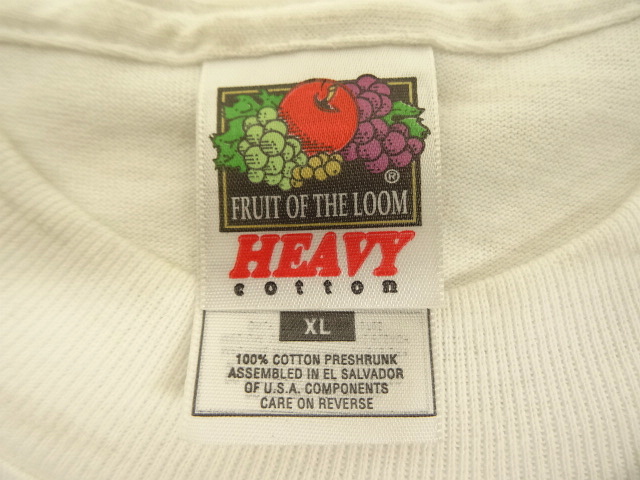 ®
FRUIT OF THE LOOM
HEAVY
cotton
XL
100% COTTON PRESHRUNK
ASSEMBLED IN EL SALVADOR
OF U.S.A. COMPONENTS
CARE ON REVERSE